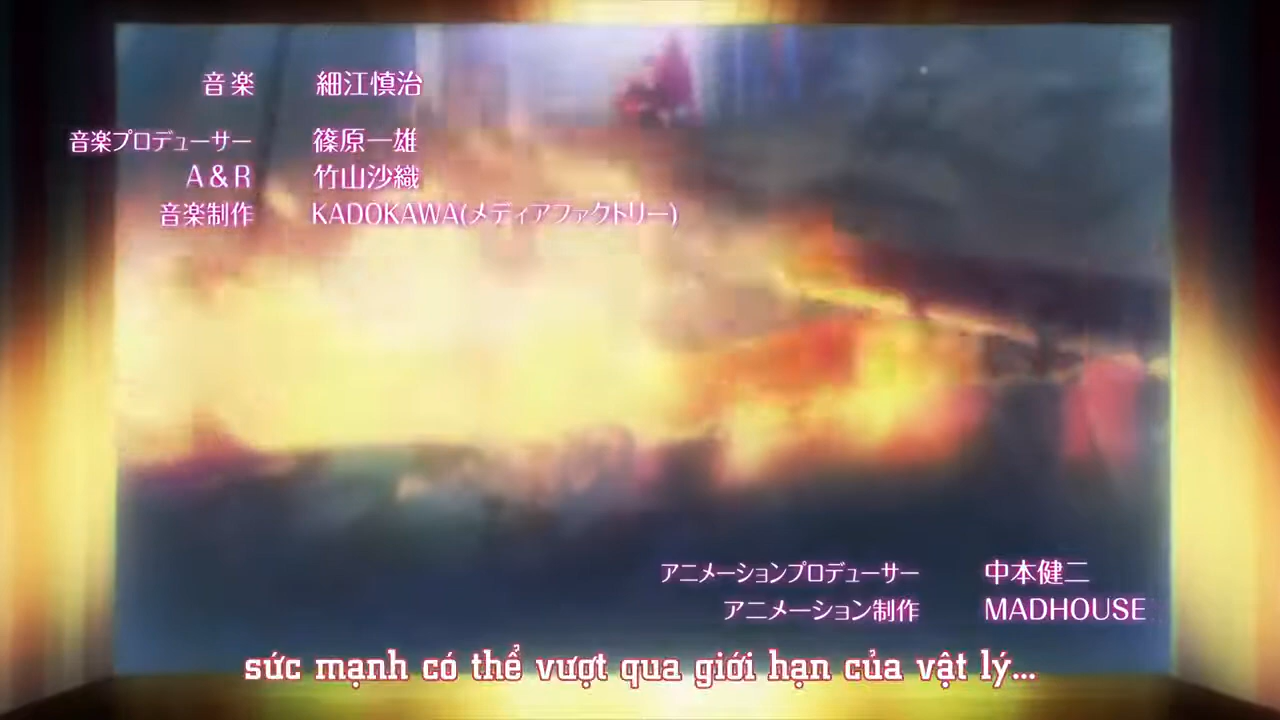 音楽 細江慎治
音楽プロデューサー 篠原一雄
A&R 竹山沙織
音楽制作 KADOKAWA(メディアファクトリー)
アニメーションプロデューサー 中本健二
アニメーション制作 MADHOUSE
sức mạnh có thể vượt qua giới hạn của vật lý...